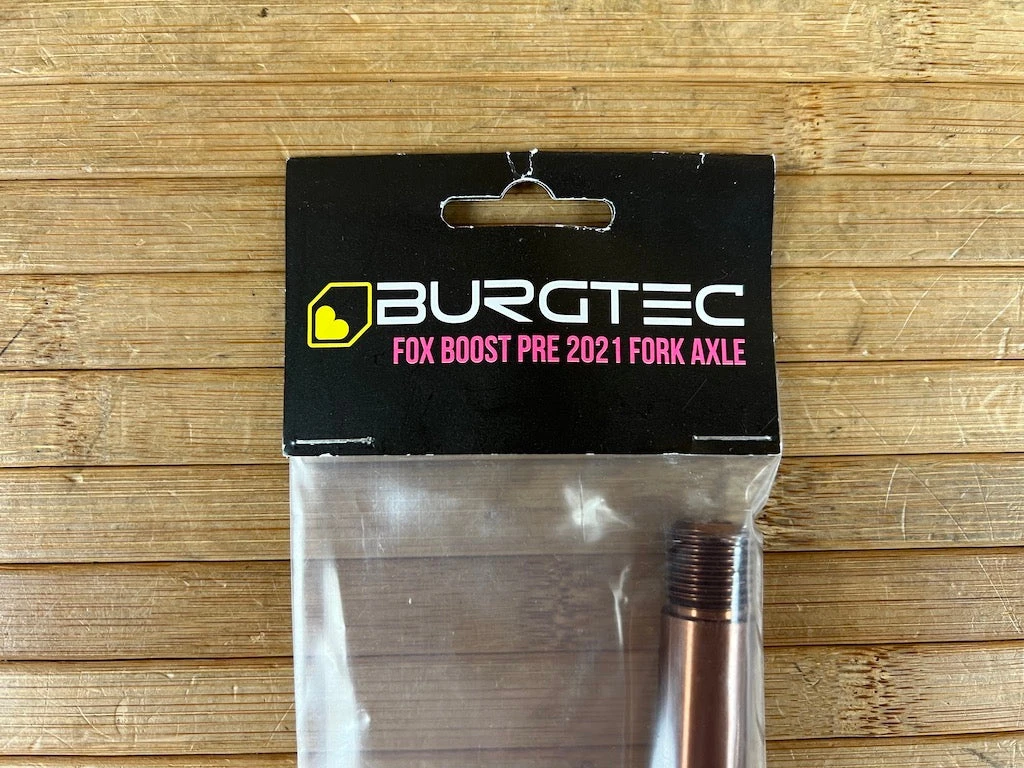 BURGTEC
FOX BOOST PRE 2021 FORK AXLE